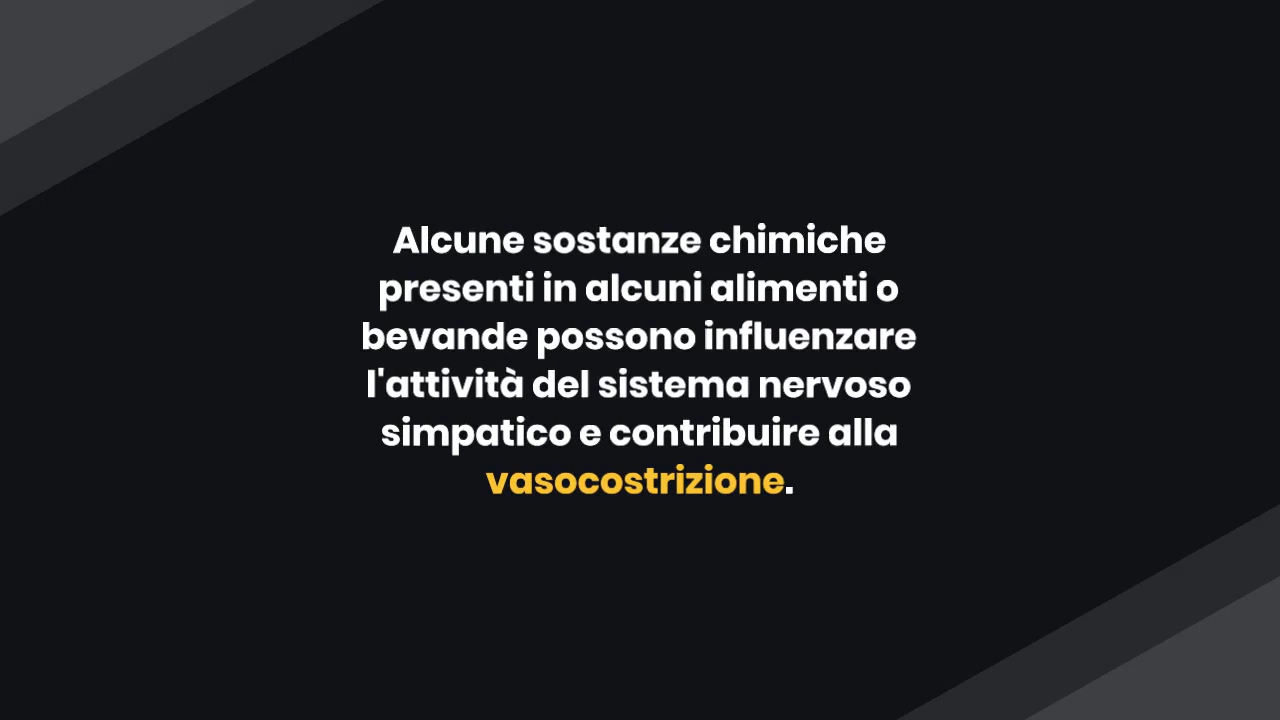 Alcune sostanze chimiche
presenti in alcuni alimenti o
bevande possono influenzare
l'attività del sistema nervoso
simpatico e contribuire alla
vasocostrizione.